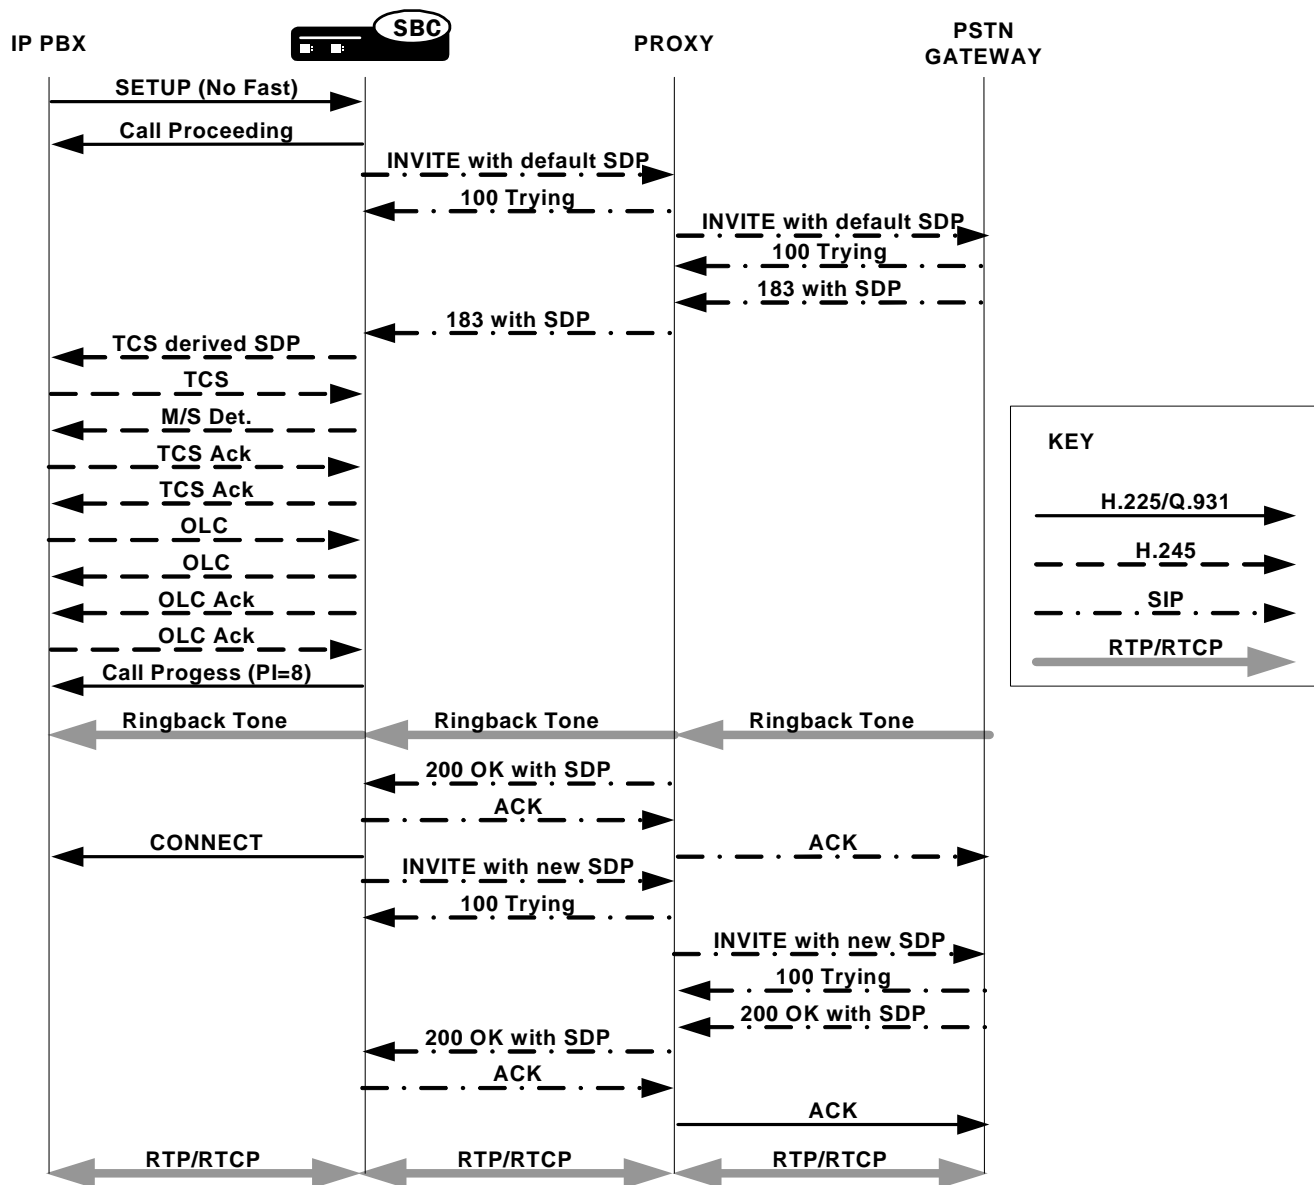 IP PBX
SBC
PROXY
PSTN
GATEWAY
SETUP (No Fast)
Call Proceeding
INVITE with default SDP
100 Trying
INVITE with default SDP
100 Trying
183 with SDP
183 with SDP
TCS derived SDP
TCS
M/S Det.
TCS Ack
TCS Ack
OLC
OLC
OLC Ack
OLC Ack
Call Progess (PI=8)
KEY
H.225/Q.931
H.245
SIP
RTP/RTCP
Ringback Tone
Ringback Tone
Ringback Tone
200 OK with SDP
ACK
CONNECT
ACK
INVITE with new SDP
100 Trying
INVITE with new SDP
100 Trying
200 OK with SDP
200 OK with SDP
ACK
ACK
RTP/RTCP
RTP/RTCP
RTP/RTCP